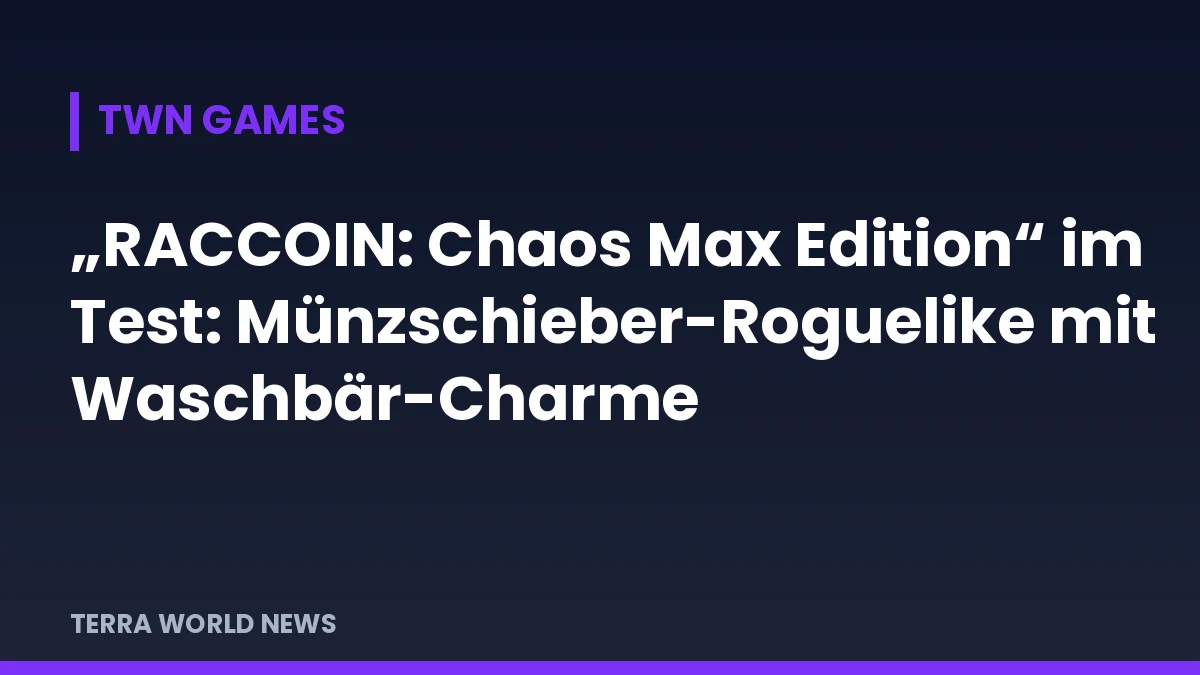 TWN GAMES
„RACCOIN: Chaos Max Edition“ im
Test: Münzschieber-Roguelike mit
Waschbär-Charme
TERRA WORLD NEWS